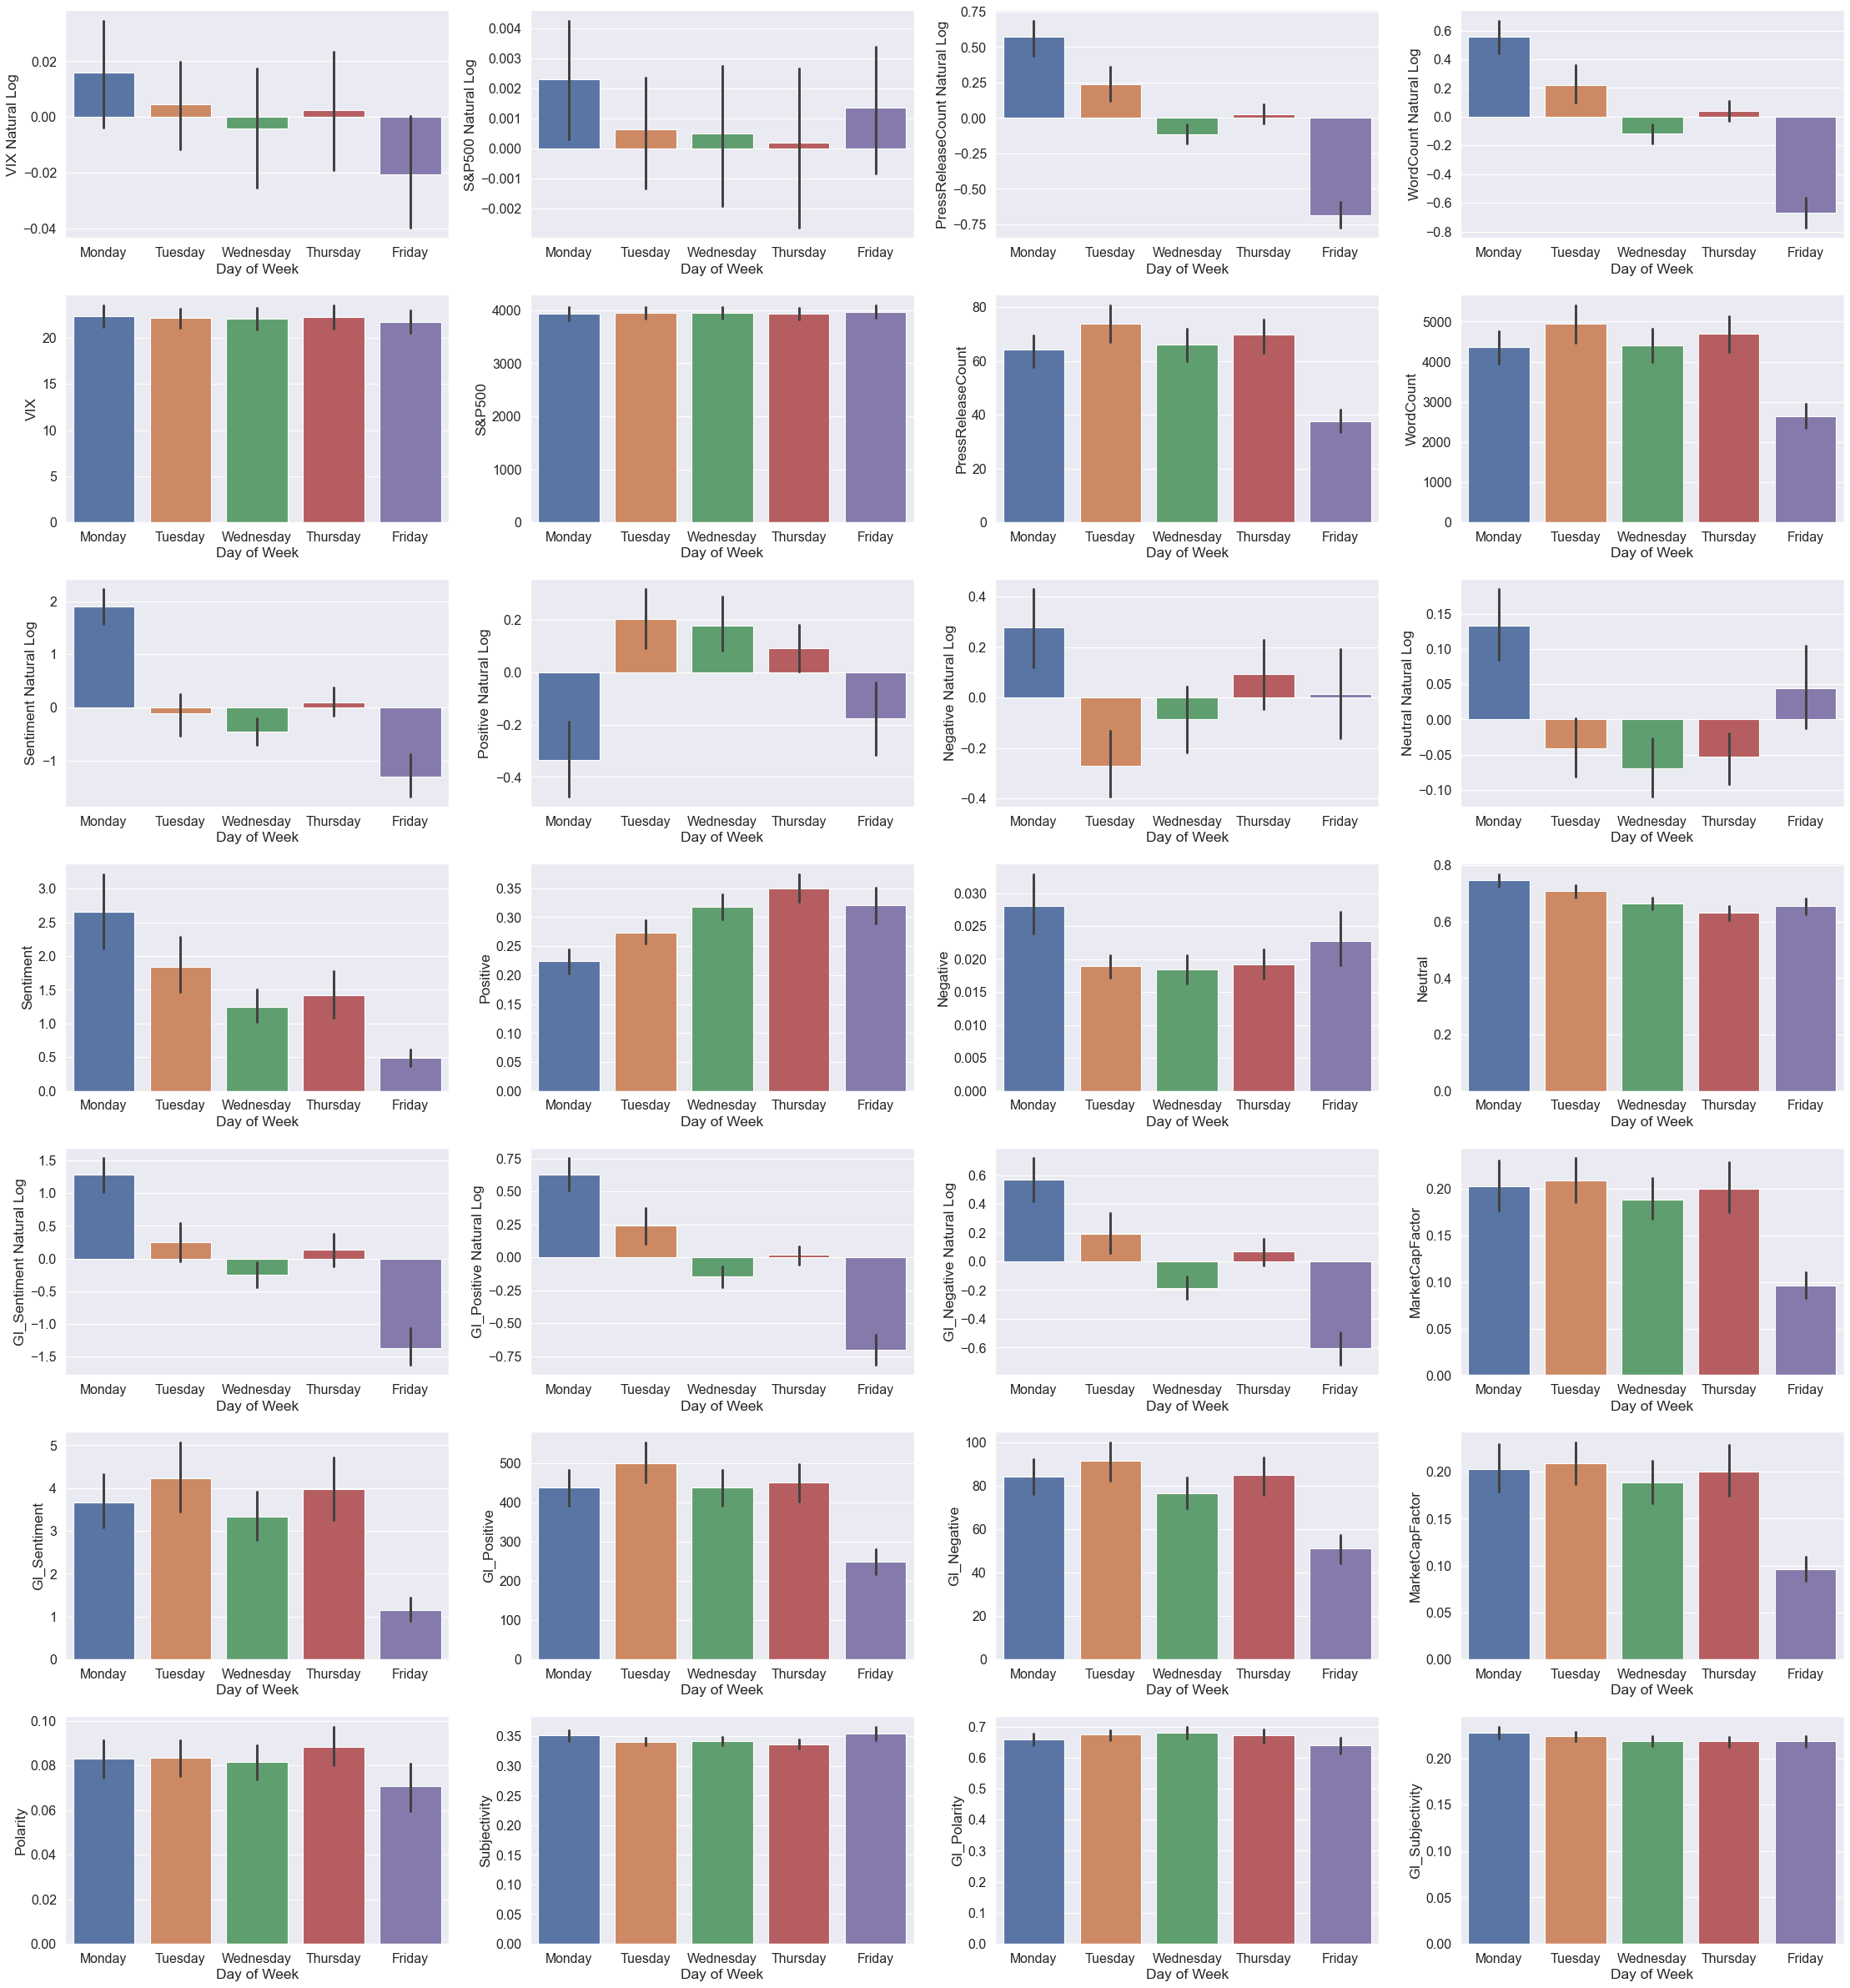 VIX Natural Log
0.02
0.00
−0.02
−0.04
Monday Tuesday Wednesday Thursday Friday
Day of Week
S&P500 Natural Log
0.004
0.003
0.002
0.001
0.000
−0.001
−0.002
Monday Tuesday Wednesday Thursday Friday
Day of Week
PressReleaseCount Natural Log
0.75
0.50
0.25
0.00
−0.25
−0.50
−0.75
Monday Tuesday Wednesday Thursday Friday
Day of Week
WordCount Natural Log
0.6
0.4
0.2
0.0
−0.2
−0.4
−0.6
−0.8
Monday Tuesday Wednesday Thursday Friday
Day of Week
VIX
20
15
10
5
0
Monday Tuesday Wednesday Thursday Friday
Day of Week
S&P500
4000
3000
2000
1000
0
Monday Tuesday Wednesday Thursday Friday
Day of Week
PressReleaseCount
80
60
40
20
0
Monday Tuesday Wednesday Thursday Friday
Day of Week
WordCount
5000
4000
3000
2000
1000
0
Monday Tuesday Wednesday Thursday Friday
Day of Week
Sentiment Natural Log
2
1
0
−1
Monday Tuesday Wednesday Thursday Friday
Day of Week
Positive Natural Log
0.2
0.0
−0.2
−0.4
Monday Tuesday Wednesday Thursday Friday
Day of Week
Negative Natural Log
0.4
0.2
0.0
−0.2
−0.4
Monday Tuesday Wednesday Thursday Friday
Day of Week
Neutral Natural Log
0.15
0.10
0.05
0.00
−0.05
−0.10
Monday Tuesday Wednesday Thursday Friday
Day of Week
Sentiment
3.0
2.5
2.0
1.5
1.0
0.5
0.0
Monday Tuesday Wednesday Thursday Friday
Day of Week
Positive
0.35
0.30
0.25
0.20
0.15
0.10
0.05
0.00
Monday Tuesday Wednesday Thursday Friday
Day of Week
Negative
0.030
0.025
0.020
0.015
0.010
0.005
0.000
Monday Tuesday Wednesday Thursday Friday
Day of Week
Neutral
0.8
0.6
0.4
0.2
0.0
Monday Tuesday Wednesday Thursday Friday
Day of Week
GI_Sentiment Natural Log
1.5
1.0
0.5
0.0
−0.5
−1.0
−1.5
Monday Tuesday Wednesday Thursday Friday
Day of Week
GI_Positive Natural Log
0.75
0.50
0.25
0.00
−0.25
−0.50
−0.75
Monday Tuesday Wednesday Thursday Friday
Day of Week
GI_Negative Natural Log
0.6
0.4
0.2
0.0
−0.2
−0.4
−0.6
Monday Tuesday Wednesday Thursday Friday
Day of Week
MarketCapFactor
0.20
0.15
0.10
0.05
0.00
Monday Tuesday Wednesday Thursday Friday
Day of Week
GI_Sentiment
5
4
3
2
1
0
Monday Tuesday Wednesday Thursday Friday
Day of Week
GI_Positive
500
400
300
200
100
0
Monday Tuesday Wednesday Thursday Friday
Day of Week
GI_Negative
100
80
60
40
20
0
Monday Tuesday Wednesday Thursday Friday
Day of Week
MarketCapFactor
0.20
0.15
0.10
0.05
0.00
Monday Tuesday Wednesday Thursday Friday
Day of Week
Polarity
0.10
0.08
0.06
0.04
0.02
0.00
Monday Tuesday Wednesday Thursday Friday
Day of Week
Subjectivity
0.35
0.30
0.25
0.20
0.15
0.10
0.05
0.00
Monday Tuesday Wednesday Thursday Friday
Day of Week
GI_Polarity
0.7
0.6
0.5
0.4
0.3
0.2
0.1
0.0
Monday Tuesday Wednesday Thursday Friday
Day of Week
GI_Subjectivity
0.20
0.15
0.10
0.05
0.00
Monday Tuesday Wednesday Thursday Friday
Day of Week